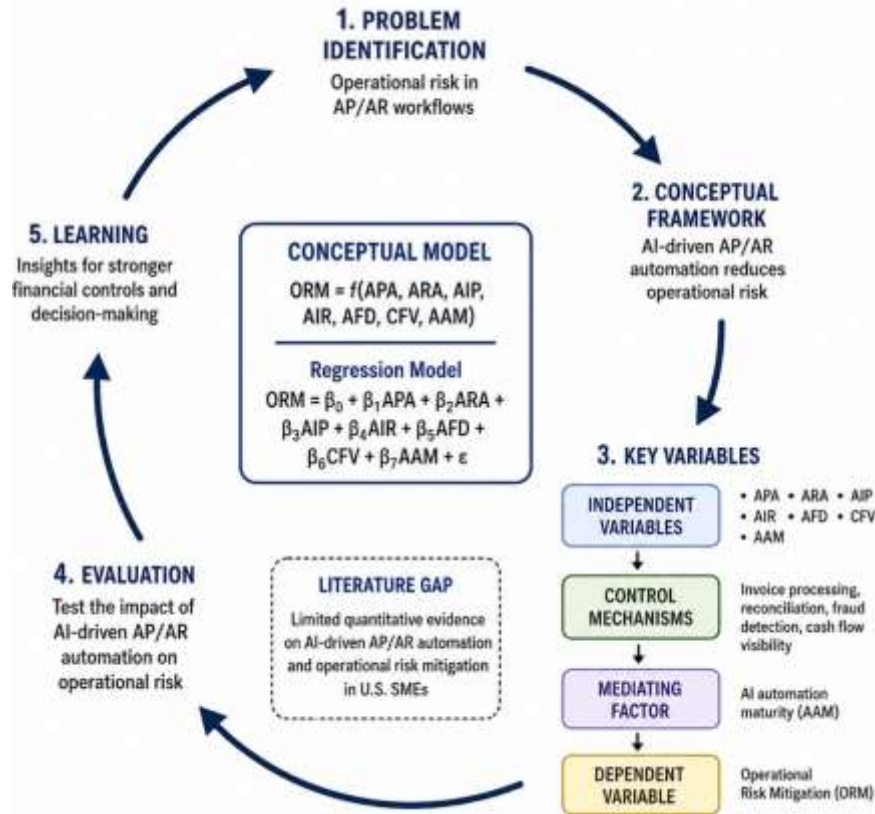 1. PROBLEM
IDENTIFICATION
Operational risk in
AP/AR workflows
2. CONCEPTUAL
FRAMEWORK
AI-driven AP/AR
automation reduces
operational risk
5. LEARNING
Insights for stronger
financial controls and
decision-making
CONCEPTUAL MODEL
ORM = f(APA, ARA, AIP,
AIR, AFD, CFV, AAM)
Regression Model
ORM = β₀ + β₁APA + β₂ARA +
β₃AIP + β₄AIR + β₅AFD +
β₆CFV + β₇AAM + ε
3. KEY VARIABLES
INDEPENDENT
VARIABLES
• APA • ARA • AIP
• AIR • AFD • CFV
• AAM
CONTROL
MECHANISMS
Invoice processing,
reconciliation, fraud
detection, cash flow
visibility
MEDIATING
FACTOR
AI automation
maturity (AAM)
DEPENDENT
VARIABLE
Operational
Risk Mitigation (ORM)
4. EVALUATION
Test the impact of
AI-driven AP/AR
automation on
operational risk
LITERATURE GAP
Limited quantitative evidence
on AI-driven AP/AR automation
and operational risk mitigation
in U.S. SMEs